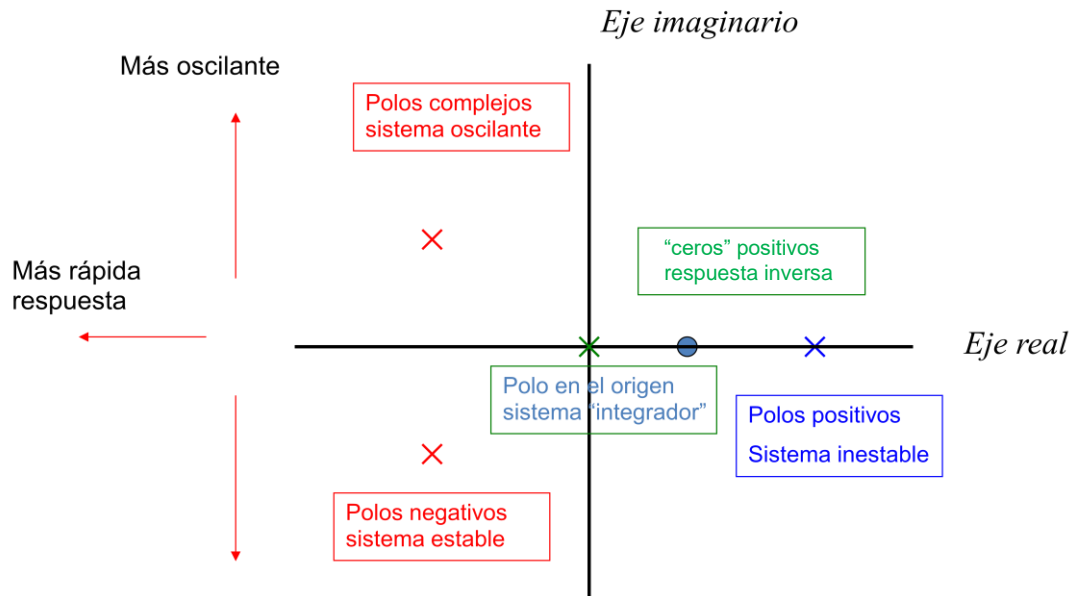 Eje imaginario
Más oscilante
Polos complejos
sistema oscilante
“ceros” positivos
respuesta inversa
Más rápida
respuesta
Eje real
Polo en el origen
sistema “integrador”
Polos positivos
Sistema inestable
Polos negativos
sistema estable